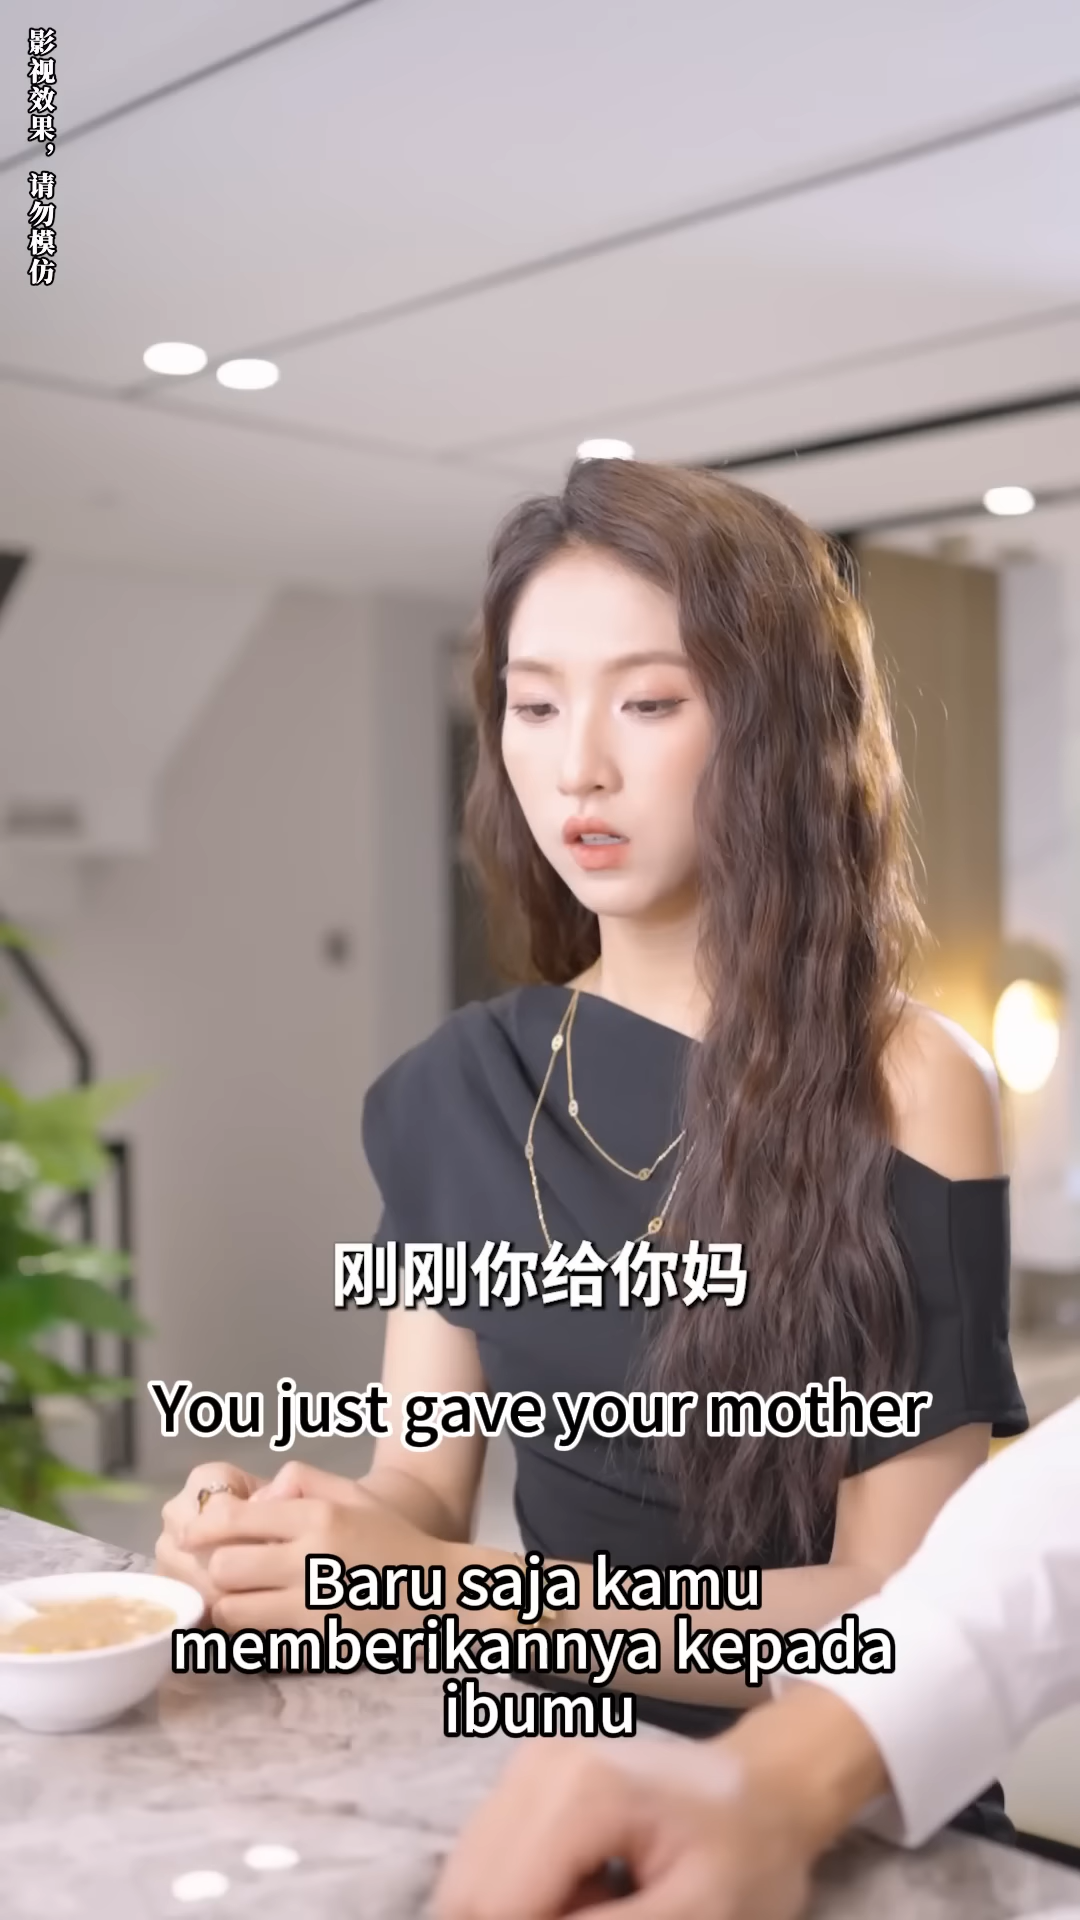 影视效果，请勿模仿
刚刚你给你妈
You just gave your mother
Baru saja kamu
memberikannya kepada
ibumu